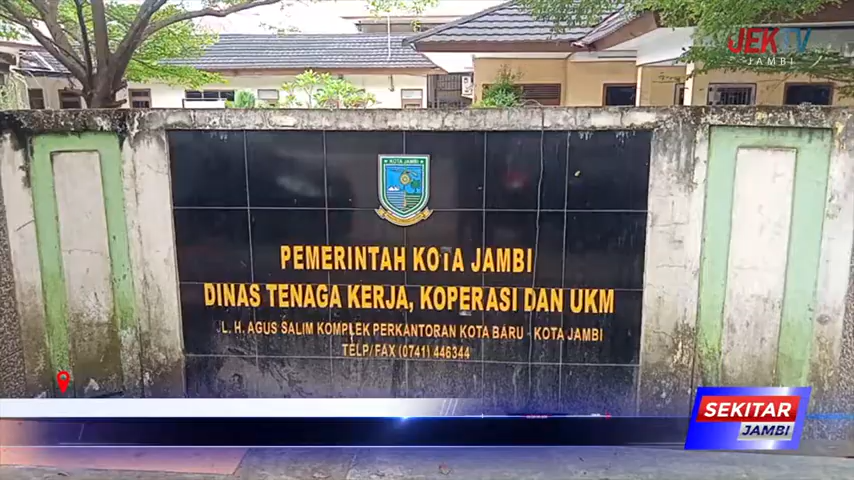 JEKTV
JAMBI
KOTA JAMBI
PEMERINTAH KOTA JAMBI
DINAS TENAGA KERJA, KOPERASI DAN UKM
JL. H. AGUS SALIM KOMPLEK PERKANTORAN KOTA BARU - KOTA JAMBI
TELP/FAX (0741) 446344
SEKITAR
JAMBI